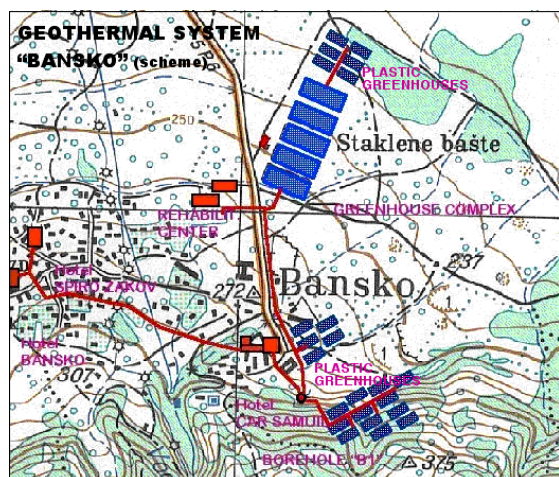 GEOTHERMAL SYSTEM
"BANSKO" (scheme)
PLASTIC
GREENHOUSES
250
Staklene bašte
REHABILIT
CENTER
GREENHOUSE COMPLEX
Hotel
SPIRO ZAKOV
272
Bansko
237
Hotel
BANSKO
307
PLASTIC
GREENHOUSES
Hotel
CAR SAMUIL
BOREHOLE "B1"
375